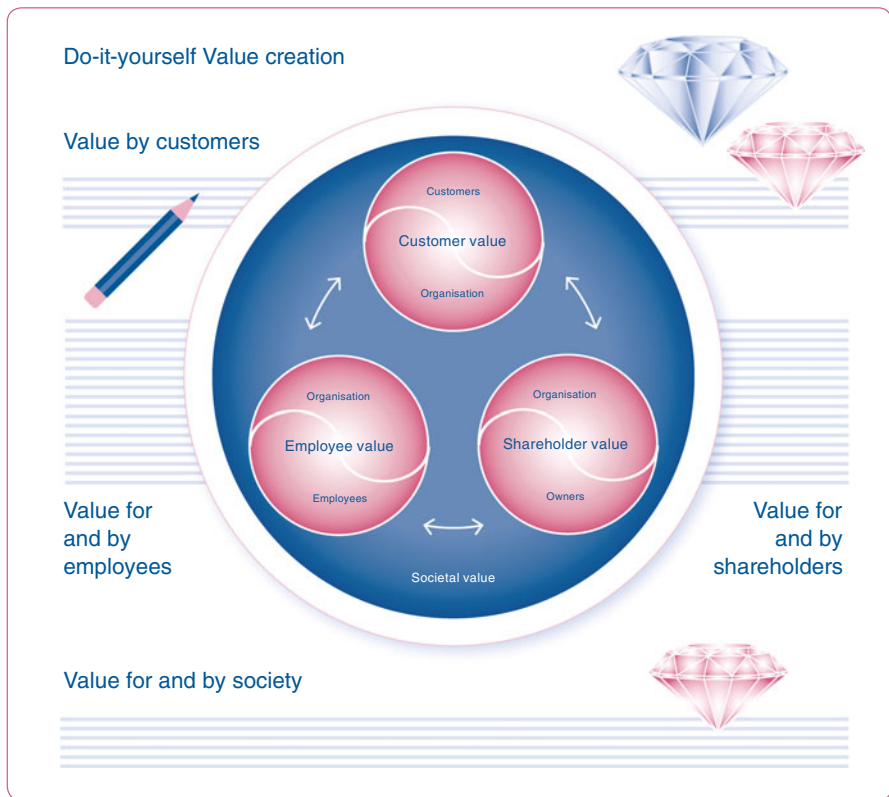 Do-it-yourself Value creation
Value by customers
Customers
Customer value
Organisation
Organisation
Employee value
Employees
Organisation
Shareholder value
Owners
Value for
and by
employees
Value for
and by
shareholders
Societal value
Value for and by society